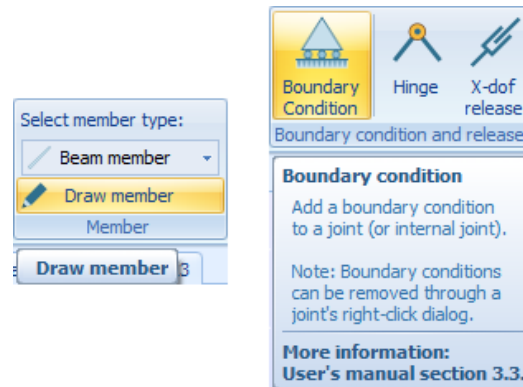 Select member type:
Beam member
Draw member
Member
Draw member 3
Boundary
Condition
Hinge
X-dof
release
Boundary condition and release
Boundary condition
Add a boundary condition
to a joint (or internal joint).
Note: Boundary conditions
can be removed through a
joint's right-click dialog.
More information:
User's manual section 3.3.